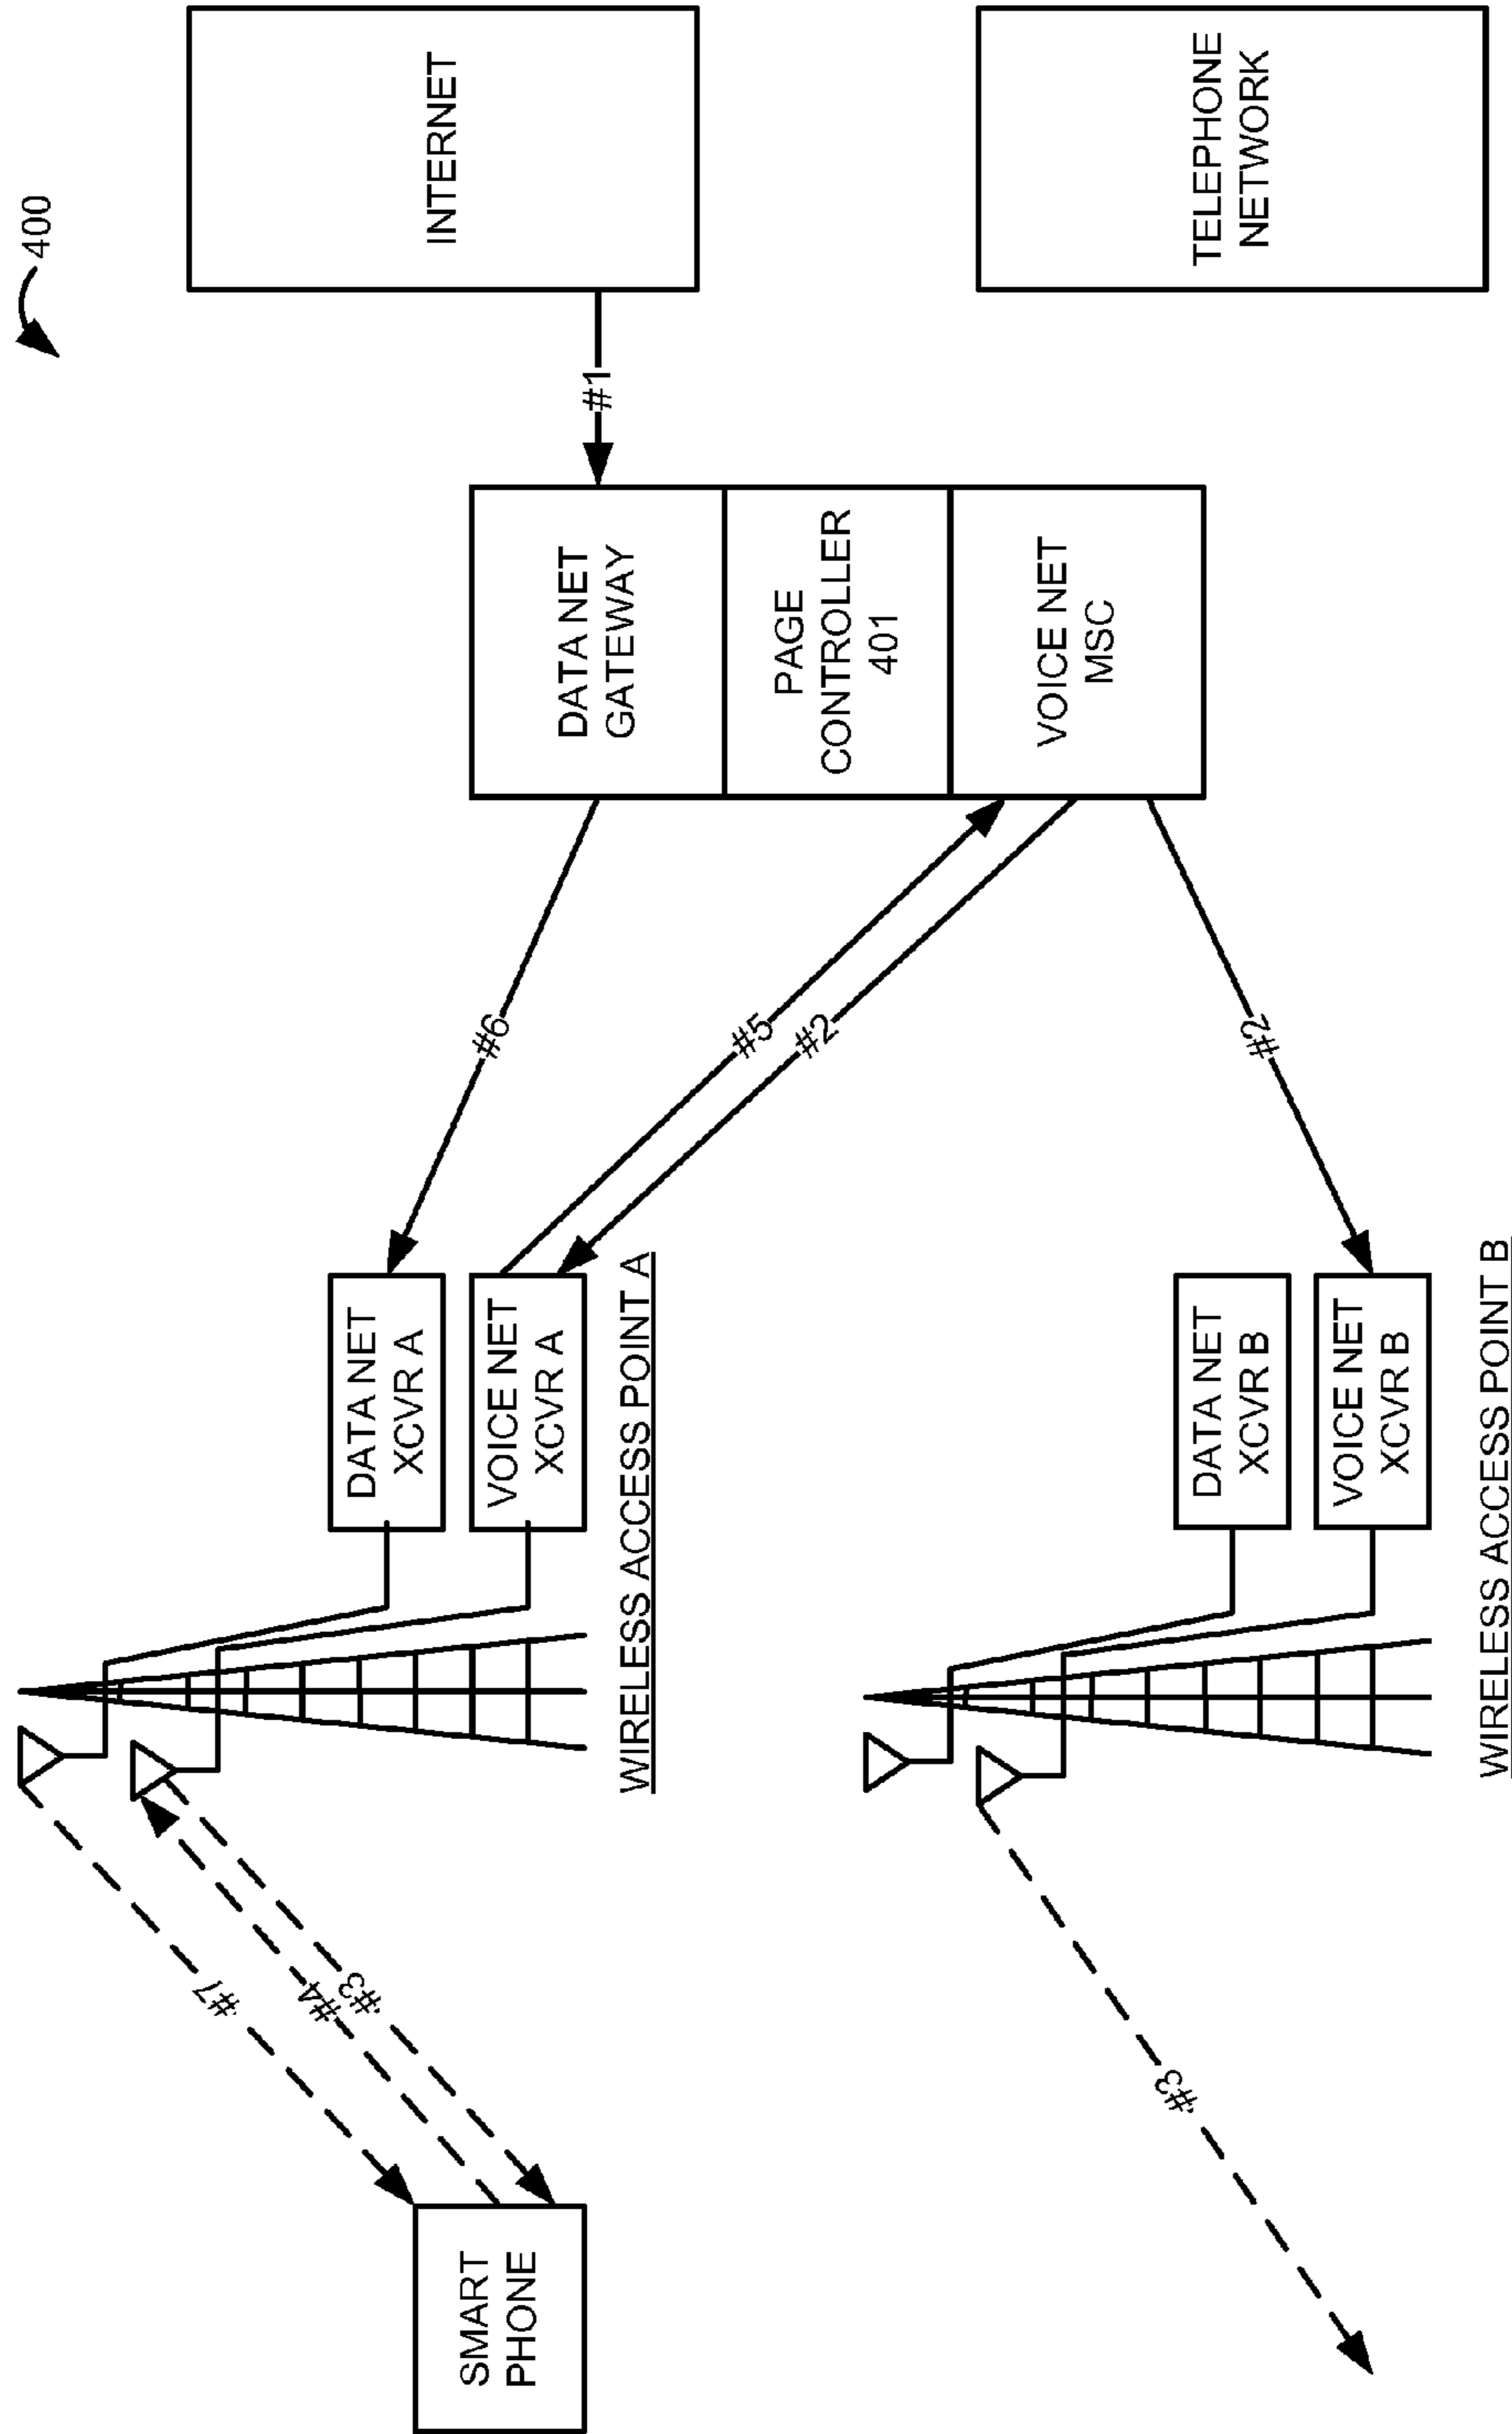 400
SMART
PHONE
#7
#4
#3
DATA NET
XCVR A
VOICE NET
XCVR A
WIRELESS ACCESS POINT A
#6
#5
#2
DATA NET
GATEWAY
PAGE
CONTROLLER
401
VOICE NET
MSC
#1
INTERNET
#3
DATA NET
XCVR B
VOICE NET
XCVR B
WIRELESS ACCESS POINT B
#2
TELEPHONE
NETWORK